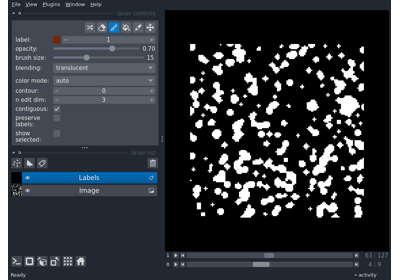 File View Plugins Window Help
layer controls
label: 1
opacity: 0.70
brush size: 15
blending: translucent
color mode: auto
contour: 0
n edit dim: 3
contiguous:
preserve
labels:
show
selected:
layer list
Labels
Image
1 63 127
0 4 9
Ready activity